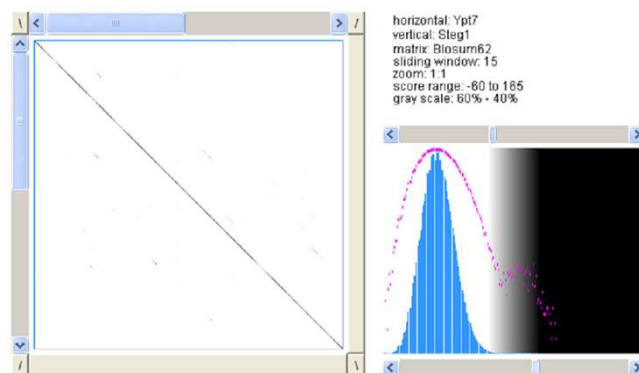 horizontal: Ypt7
vertical: Steg1
matrix: Blosum62
sliding window: 15
zoom: 1:1
score range: -60 to 165
gray scale: 60% - 40%